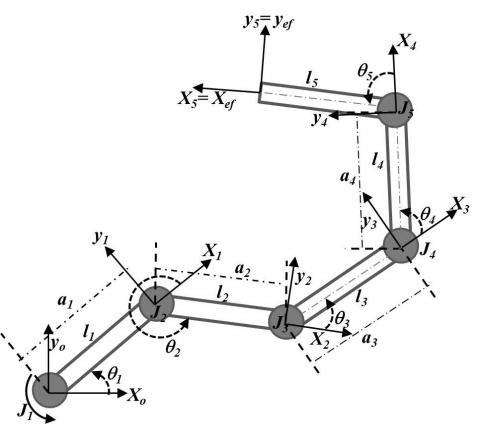 y5=yef
X4
θ5
l5
X5=Xef
J5
y4
l4
a4
X3
y3
θ4
J4
y1
X1
a2
y2
a1
l2
l3
J2
l1
J3
θ3
X2
a3
yo
θ2
θ1
Xo
J1